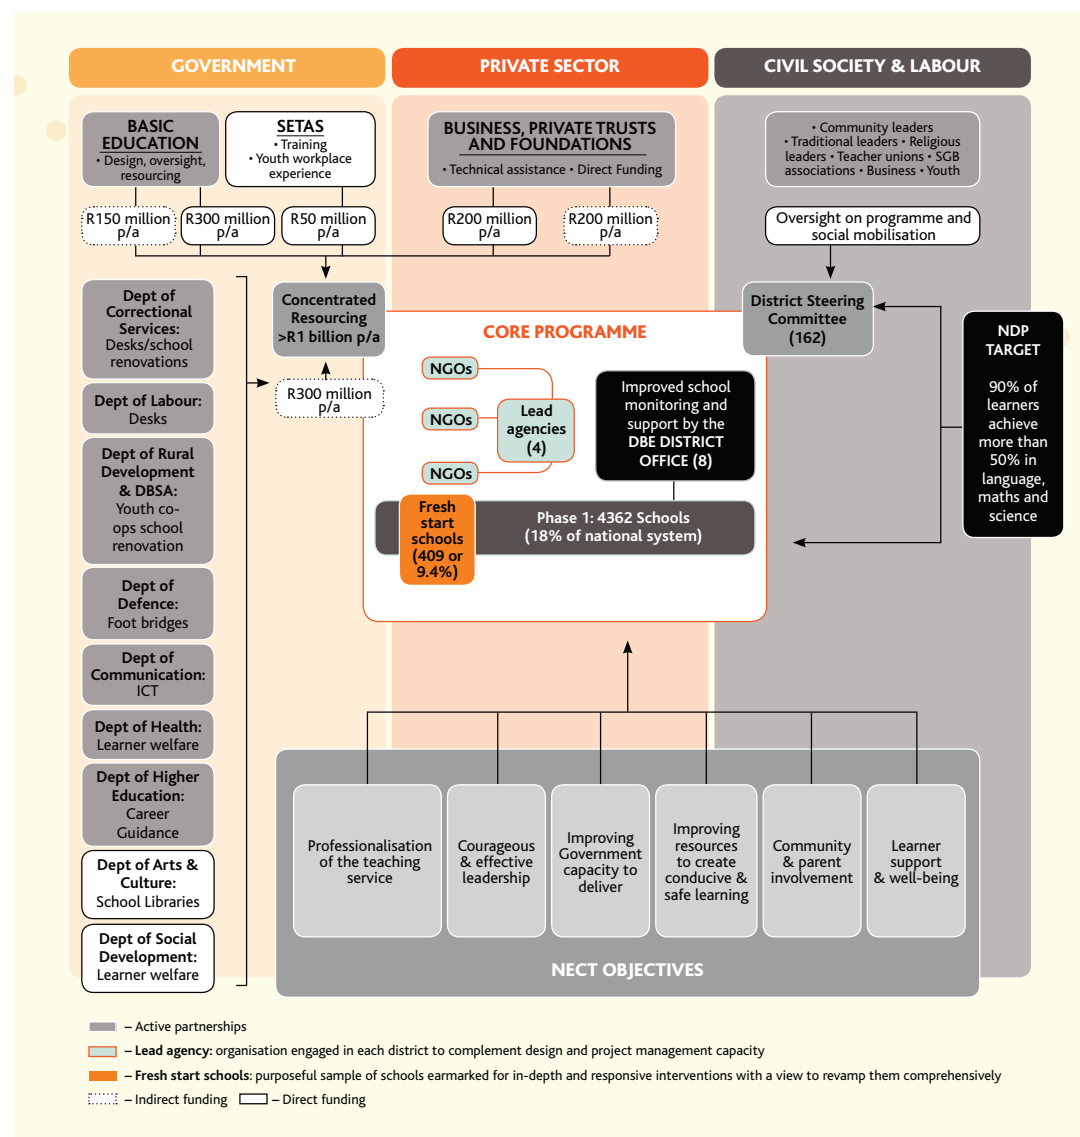 GOVERNMENT
PRIVATE SECTOR
CIVIL SOCIETY & LABOUR
BASIC
EDUCATION
• Design, oversight,
resourcing
SETAS
• Training
• Youth workplace
experience
BUSINESS, PRIVATE TRUSTS
AND FOUNDATIONS
• Technical assistance • Direct Funding
• Community leaders
• Traditional leaders • Religious
leaders • Teacher unions • SGB
associations • Business • Youth
R150 million
p/a
R300 million
p/a
R50 million
p/a
R200 million
p/a
R200 million
p/a
Oversight on programme and
social mobilisation
Dept of
Correctional
Services:
Desks/school
renovations
Dept of Labour:
Desks
Dept of Rural
Development
& DBSA:
Youth co-
ops school
renovation
Dept of
Defence:
Foot bridges
Dept of
Communication:
ICT
Dept of Health:
Learner welfare
Dept of Higher
Education:
Career
Guidance
Dept of Arts &
Culture:
School Libraries
Dept of Social
Development:
Learner welfare
Concentrated
Resourcing
>R1 billion p/a
R300 million
p/a
CORE PROGRAMME
NGOs
NGOs
NGOs
Lead
agencies
(4)
Improved school
monitoring and
support by the
DBE DISTRICT
OFFICE (8)
Fresh
start
schools
(409 or
9.4%)
Phase 1: 4362 Schools
(18% of national system)
District Steering
Committee
(162)
NDP
TARGET
90% of
learners
achieve
more than
50% in
language,
maths and
science
Professionalisation
of the teaching
service
Courageous
& effective
leadership
Improving
Government
capacity to
deliver
Improving
resources
to create
conducive &
safe learning
Community
& parent
involvement
Learner
support
& well-being
NECT OBJECTIVES
– Active partnerships
– Lead agency: organisation engaged in each district to complement design and project management capacity
– Fresh start schools: purposeful sample of schools earmarked for in-depth and responsive interventions with a view to revamp them comprehensively
– Indirect funding – Direct funding